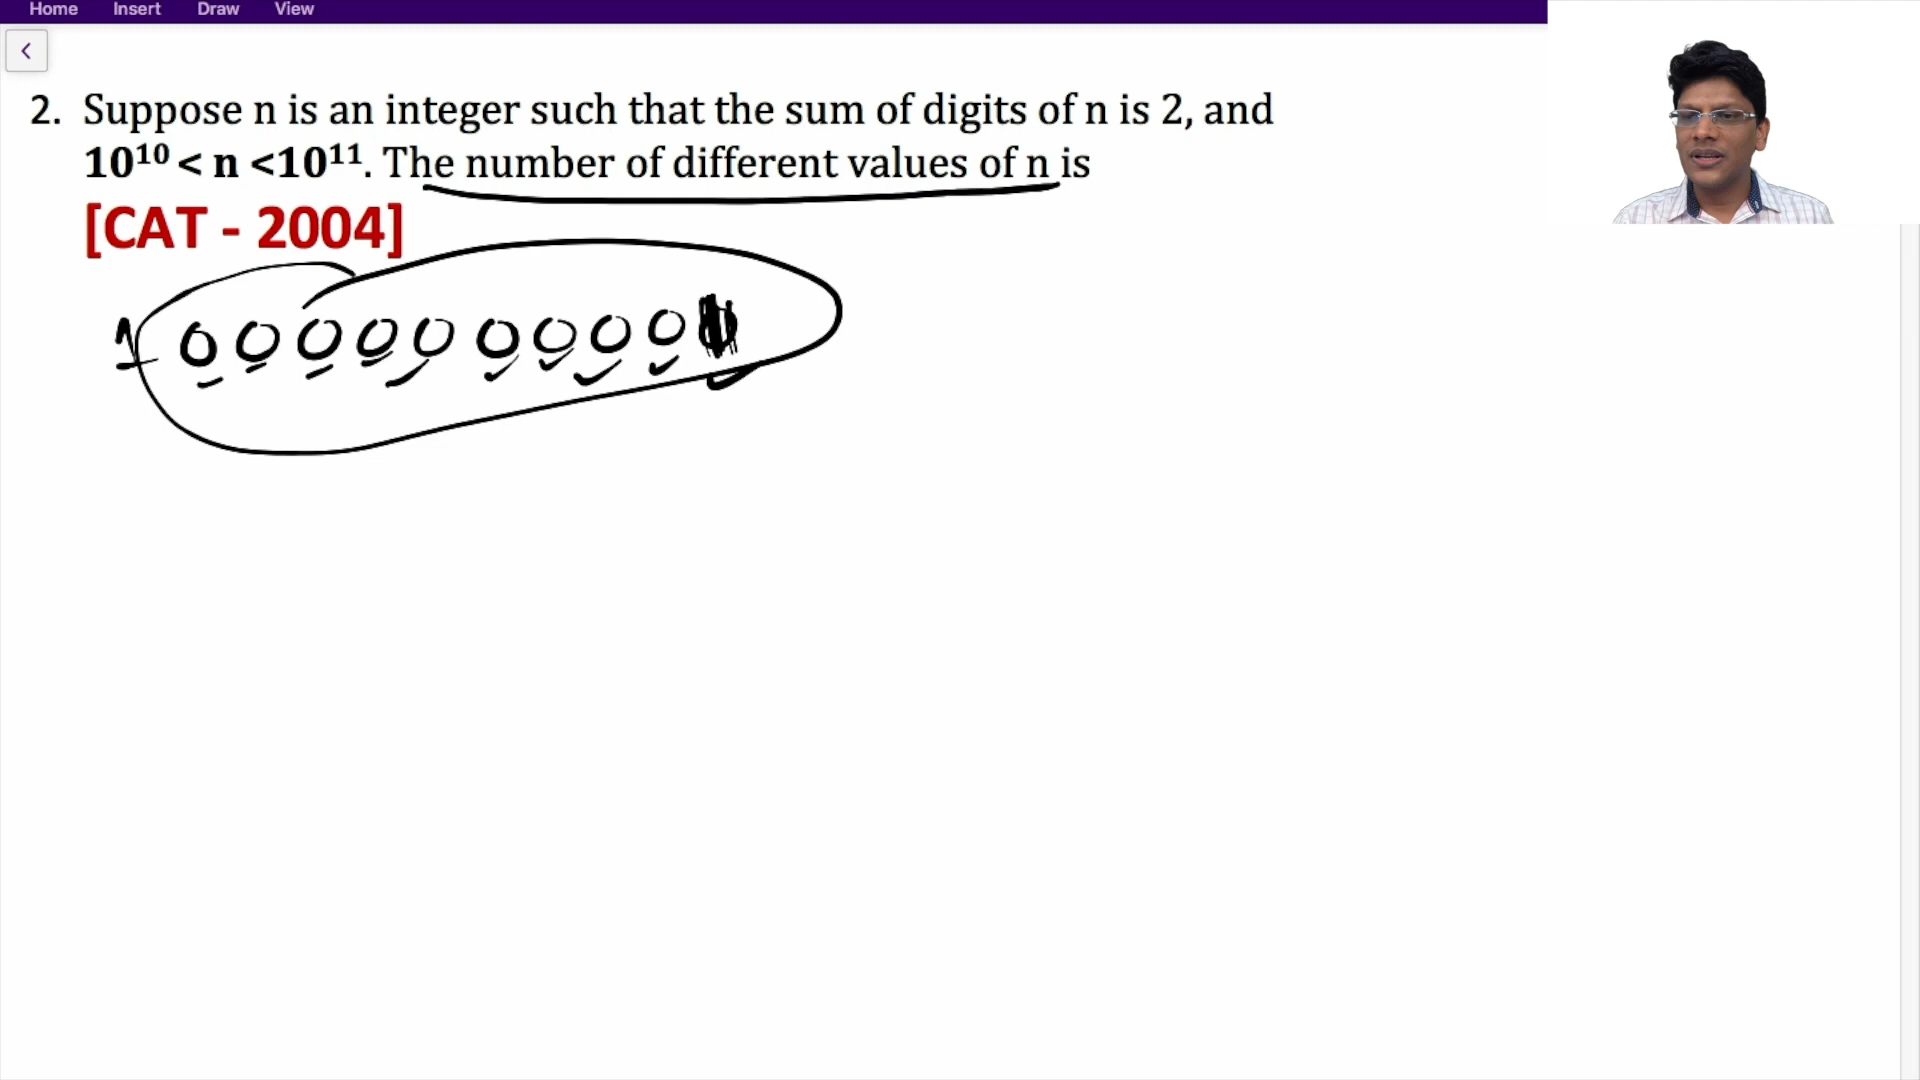 Home Insert Draw View
2. Suppose n is an integer such that the sum of digits of n is 2, and
10¹⁰ < n <10¹¹. The number of different values of n is
[CAT - 2004]
1 0 0 0 0 0 0 0 0 0